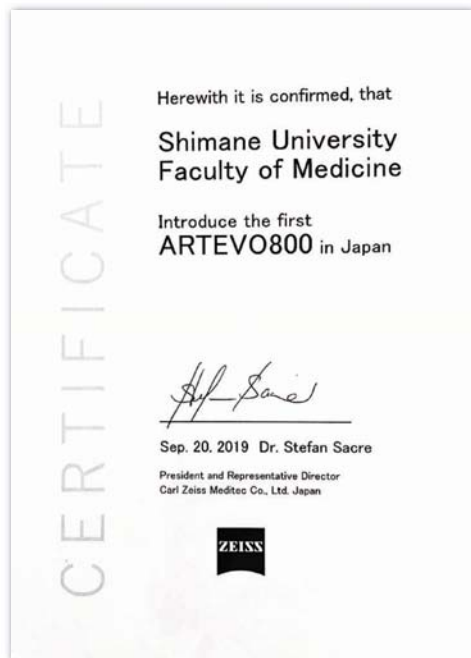 CERTIFICATE
Herewith it is confirmed, that
Shimane University
Faculty of Medicine
Introduce the first
ARTEVO800 in Japan
Sep. 20. 2019 Dr. Stefan Sacre
President and Representative Director
Carl Zeiss Meditec Co., Ltd. Japan
ZEISS